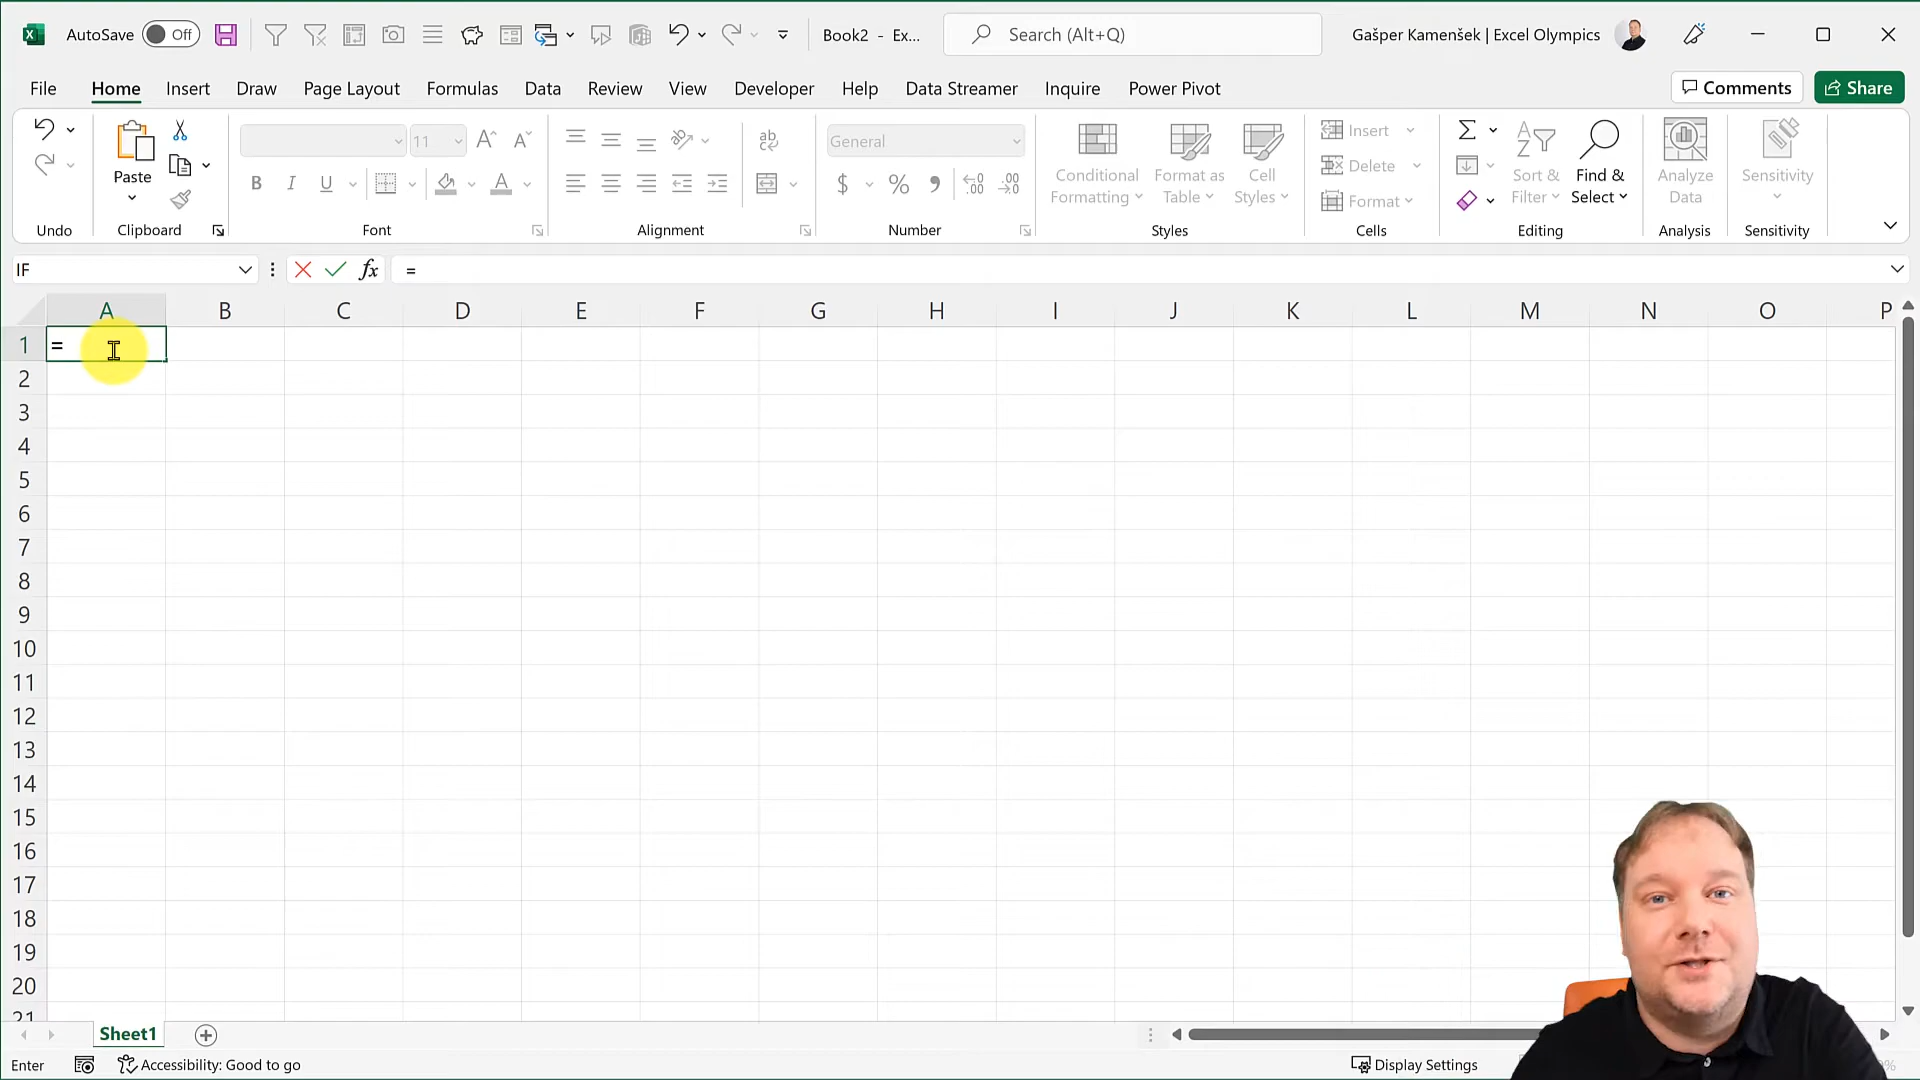 AutoSave Off Book2 - Ex... Search (Alt+Q) Gašper Kamenšek | Excel Olympics
File Home Insert Draw Page Layout Formulas Data Review View Developer Help Data Streamer Inquire Power Pivot Comments Share
Paste
11
General
Conditional Formatting
Format as Table
Cell Styles
Insert
Delete
Format
Sort & Filter
Find & Select
Analyze Data
Sensitivity
Undo Clipboard Font Alignment Number Styles Cells Editing Analysis Sensitivity
IF fx =
A B C D E F G H I J K L M N O P
1 =
2
3
4
5
6
7
8
9
10
11
12
13
14
15
16
17
18
19
20
21
Sheet1
Enter Accessibility: Good to go Display Settings